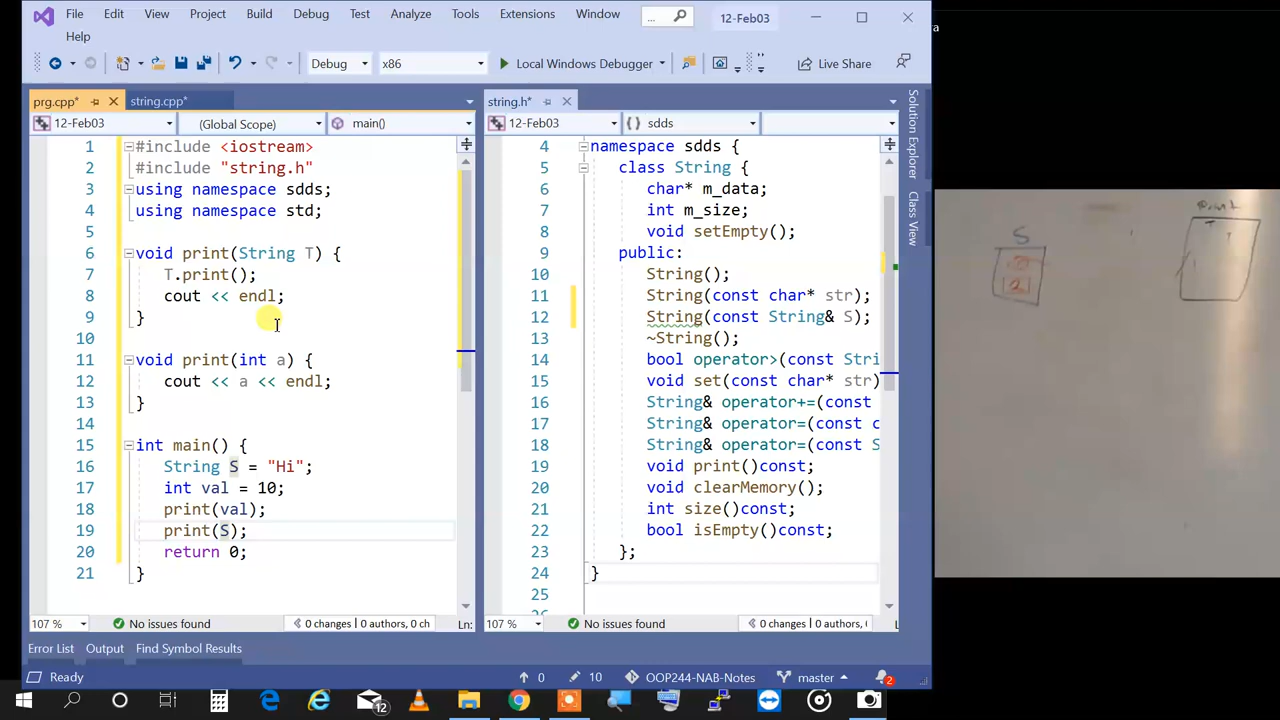 File Edit View Project Build Debug Test Analyze Tools Extensions Window ... 12-Feb03
Help
Debug x86 Local Windows Debugger Live Share
prg.cpp* string.cpp*
12-Feb03 (Global Scope) main()
1 #include <iostream>
2 #include "string.h"
3 using namespace sdds;
4 using namespace std;
5
6 void print(String T) {
7 T.print();
8 cout << endl;
9 }
10
11 void print(int a) {
12 cout << a << endl;
13 }
14
15 int main() {
16 String S = "Hi";
17 int val = 10;
18 print(val);
19 print(S);
20 return 0;
21 }
107 % No issues found 0 changes | 0 authors, 0 ch Ln:
string.h*
12-Feb03 sdds
4 namespace sdds {
5 class String {
6 char* m_data;
7 int m_size;
8 void setEmpty();
9 public:
10 String();
11 String(const char* str);
12 String(const String& S);
13 ~String();
14 bool operator>(const Stri
15 void set(const char* str)
16 String& operator+=(const
17 String& operator=(const c
18 String& operator=(const S
19 void print()const;
20 void clearMemory();
21 int size()const;
22 bool isEmpty()const;
23 };
24 }
25
107 % No issues found 0 changes | 0 authors, 0
Solution Explorer
Class View
Error List Output Find Symbol Results
Ready 0 10 OOP244-NAB-Notes master 2
12
a
S
2
Print
T